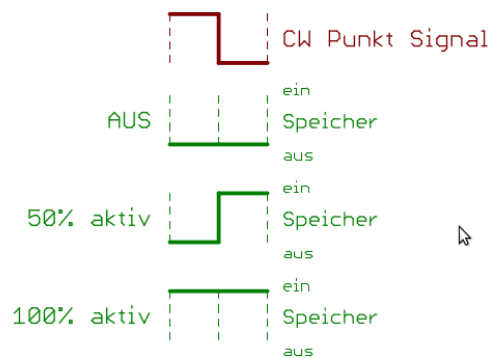 CW Punkt Signal
ein
AUS Speicher
aus
ein
50% aktiv Speicher
aus
ein
100% aktiv Speicher
aus